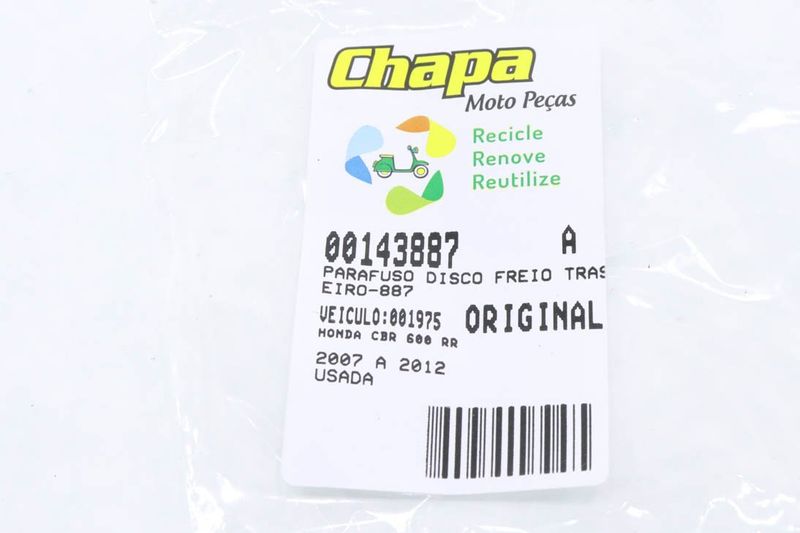 Chapa
Moto Peças
Recicle
Renove
Reutilize
00143887 A
PARAFUSO DISCO FREIO TRAS
EIRO-887
VEICULO:001975 ORIGINAL
HONDA CBR 600 RR
2007 A 2012
USADA